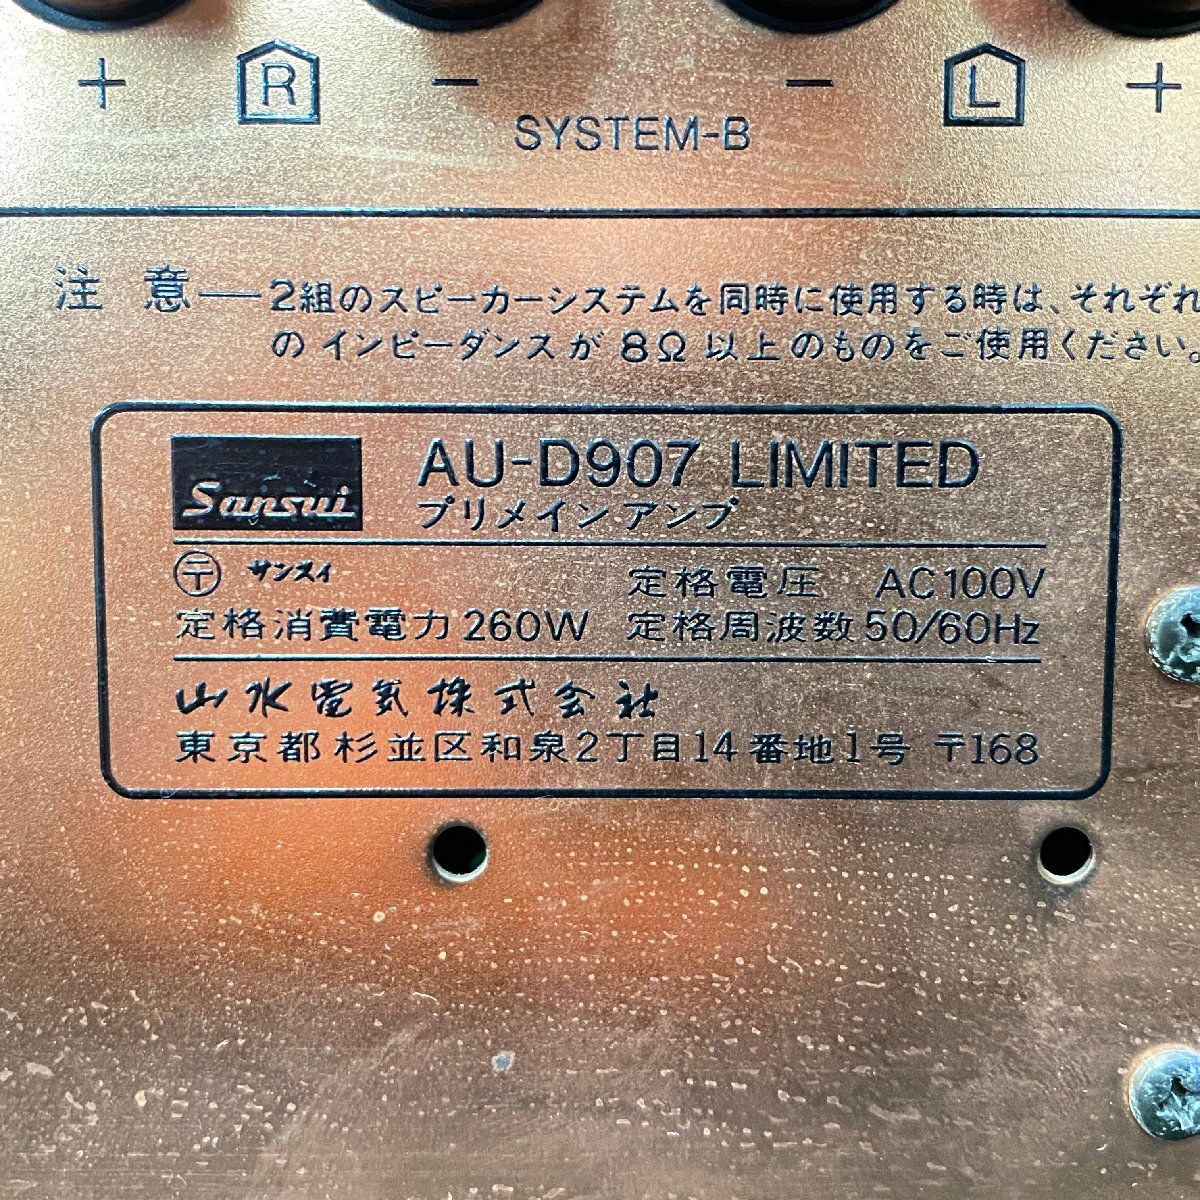 + R − − L +
SYSTEM-B
注 意—2組のスピーカーシステムを同時に使用する時は、それぞれ
のインピーダンスが 8Ω 以上のものをご使用ください。
Sansui
AU-D907 LIMITED
プリメインアンプ
〒 サンスイ 定格電圧 AC100V
定格消費電力 260W 定格周波数 50/60Hz
山水電気株式会社
東京都杉並区和泉2丁目14番地1号 〒168